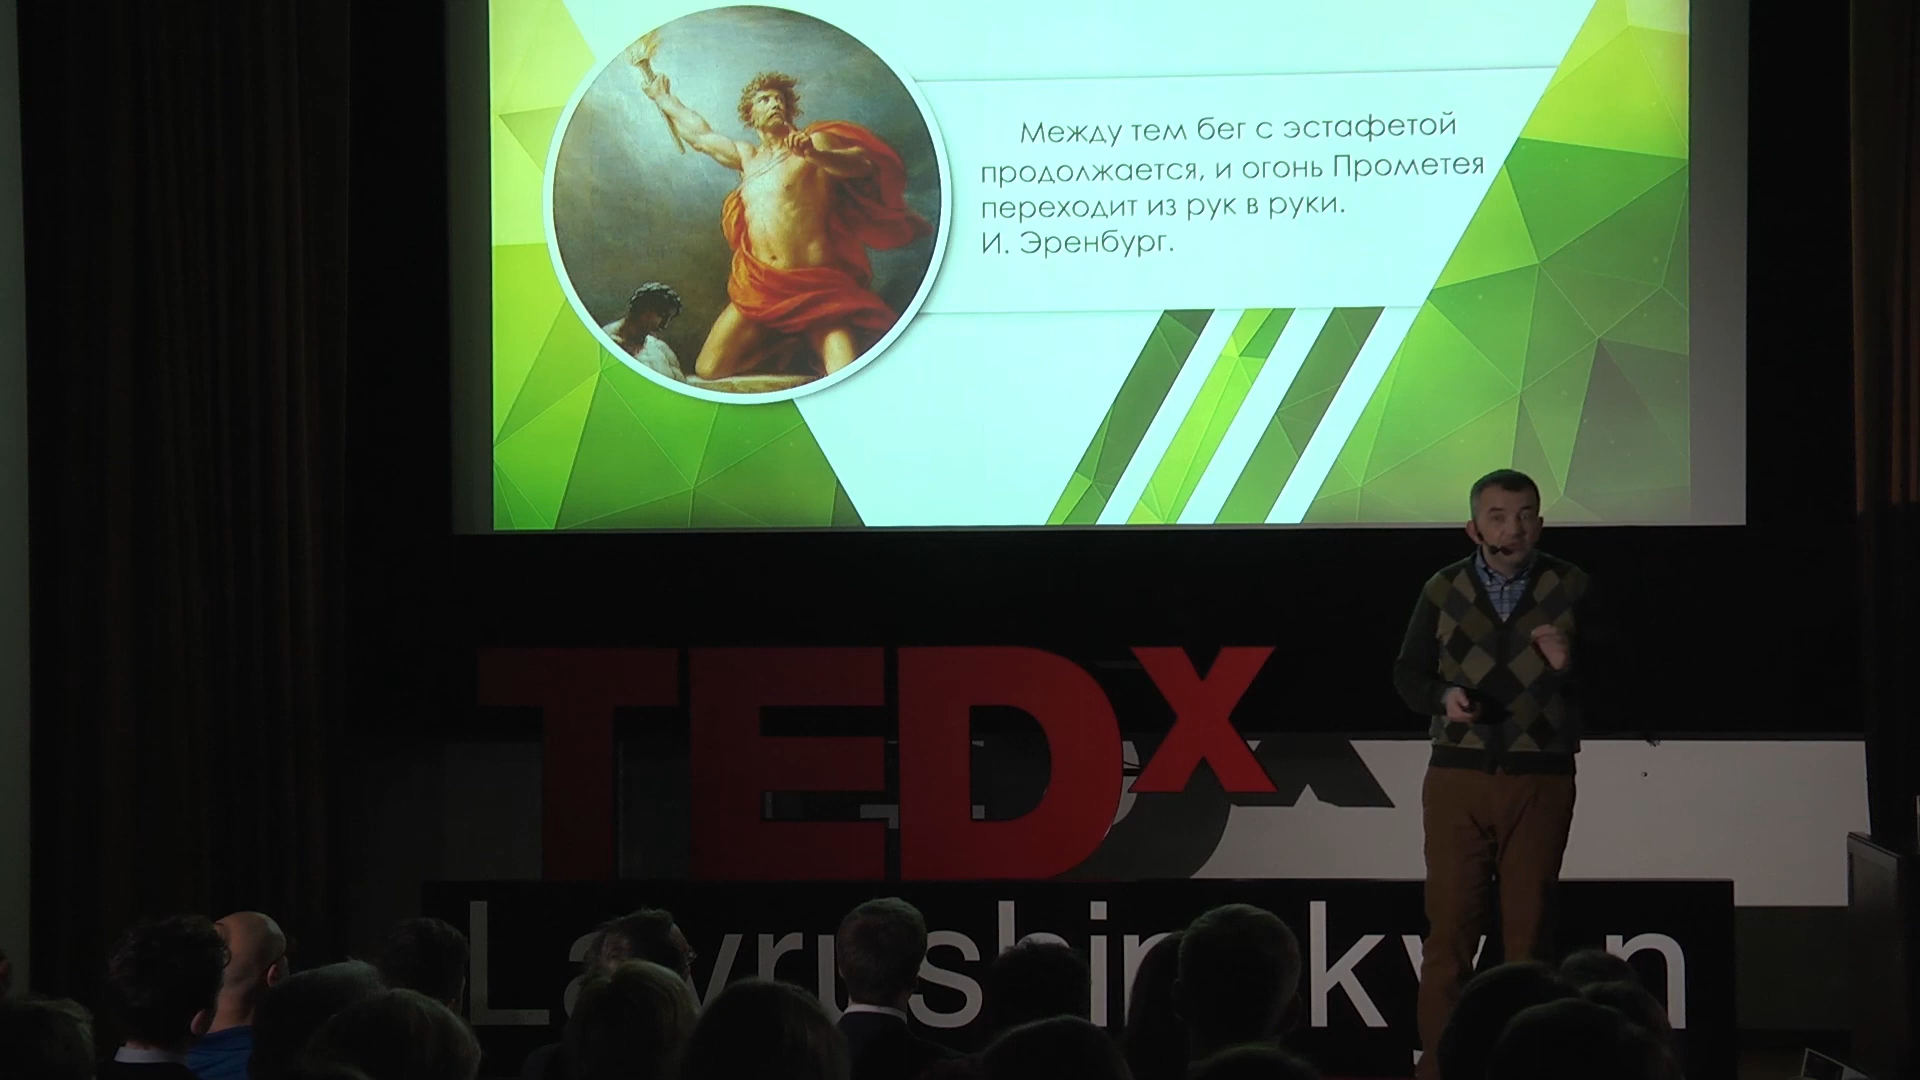 Между тем бег с эстафетой
продолжается, и огонь Прометея
переходит из рук в руки.
И. Эренбург.
TEDx